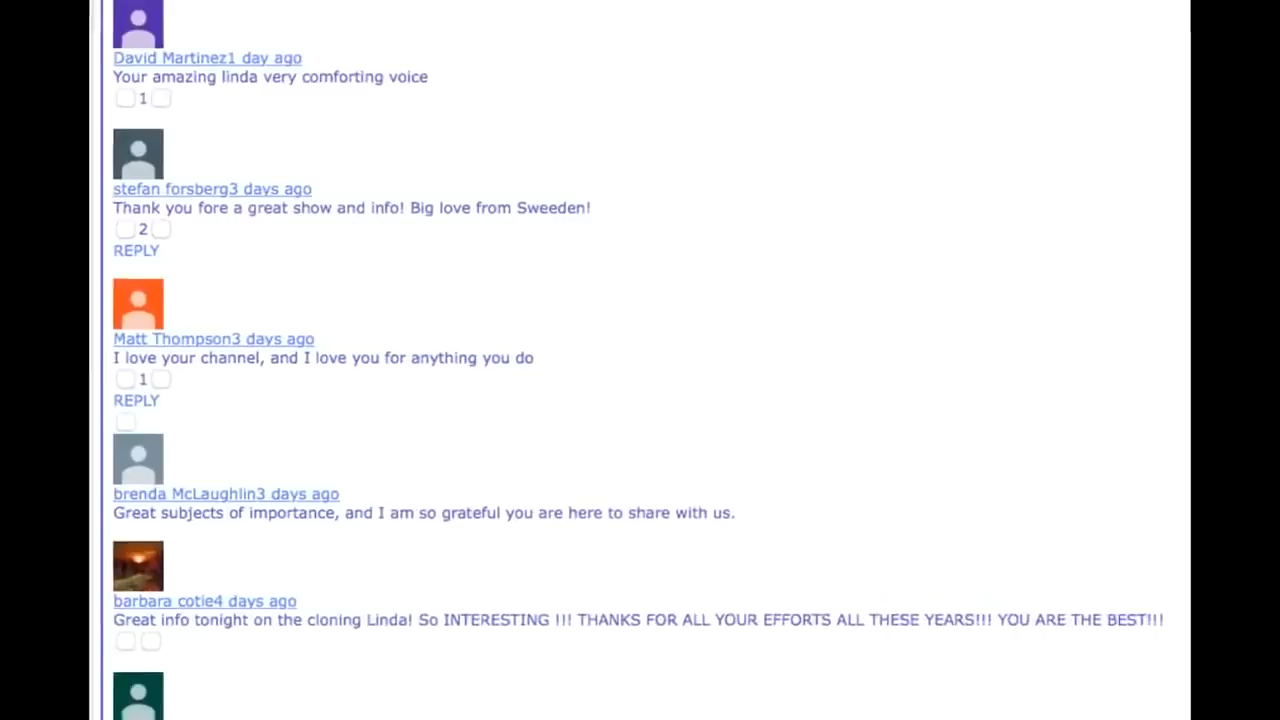 David Martinez1 day ago
Your amazing linda very comforting voice
1
stefan forsberg3 days ago
Thank you fore a great show and info! Big love from Sweeden!
2
REPLY
Matt Thompson3 days ago
I love your channel, and I love you for anything you do
1
REPLY
brenda McLaughlin3 days ago
Great subjects of importance, and I am so grateful you are here to share with us.
barbara cotie4 days ago
Great info tonight on the cloning Linda! So INTERESTING !!! THANKS FOR ALL YOUR EFFORTS ALL THESE YEARS!!! YOU ARE THE BEST!!!